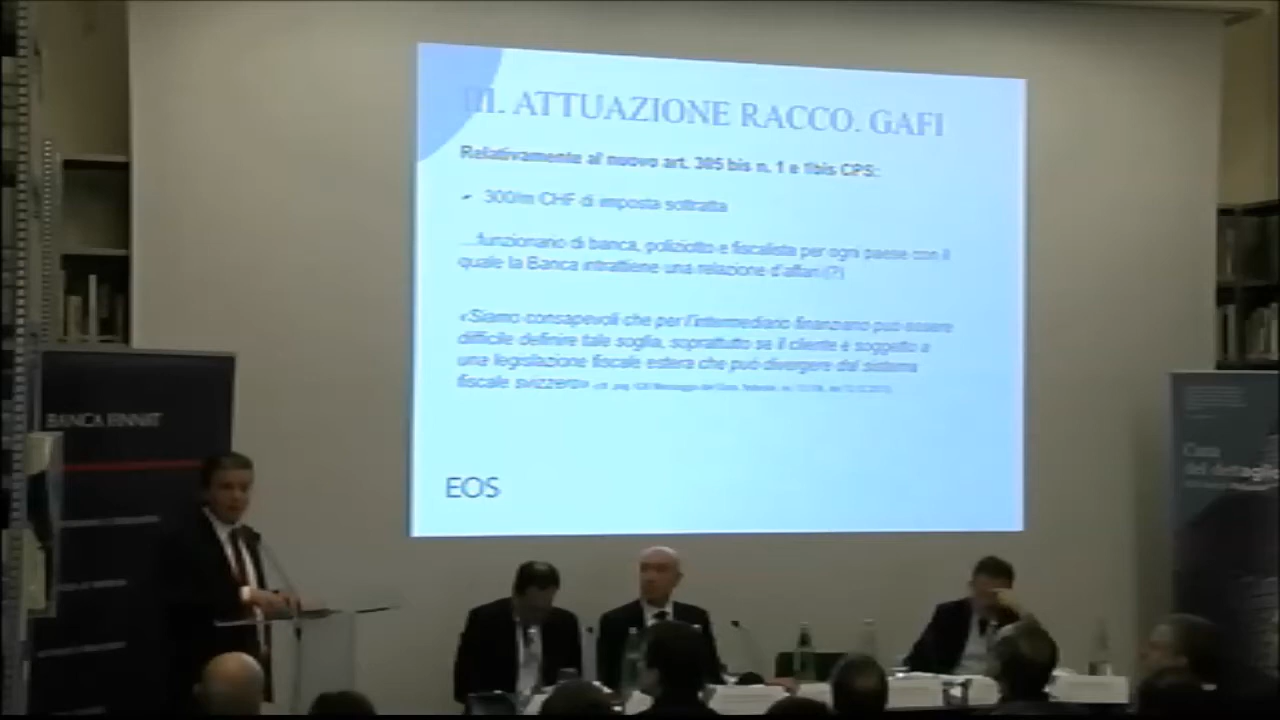 III. ATTUAZIONE RACCO. GAFI
Relativamente al nuovo art. 305 bis n. 1 e 1bis CPS:
300/m CHF di imposta sottratta
...funzionario di banca, poliziotto e fiscalista per ogni paese con il
quale la Banca intrattiene una relazione d'affari (?)
«Siamo consapevoli che per l'intermediario finanziario può essere
difficile definire tale soglia, soprattutto se il cliente è soggetto a
una legislazione fiscale estera che può divergere dal sistema
fiscale svizzero»
EOS
BANCA FINNAT
Cura
del dettaglio